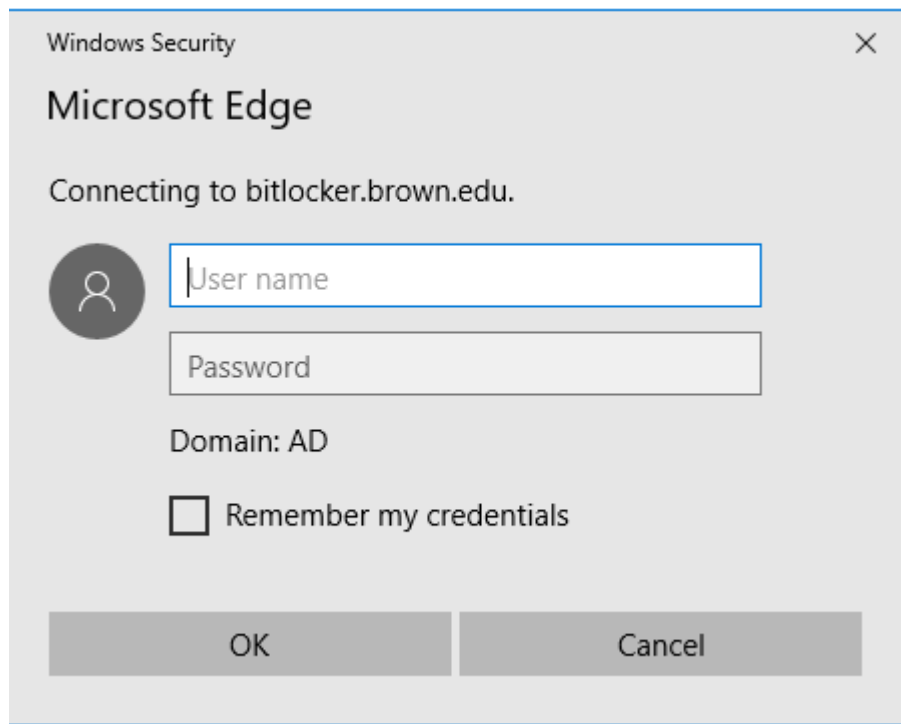 Windows Security
Microsoft Edge
Connecting to bitlocker.brown.edu.
User name
Password
Domain: AD
Remember my credentials
OK Cancel